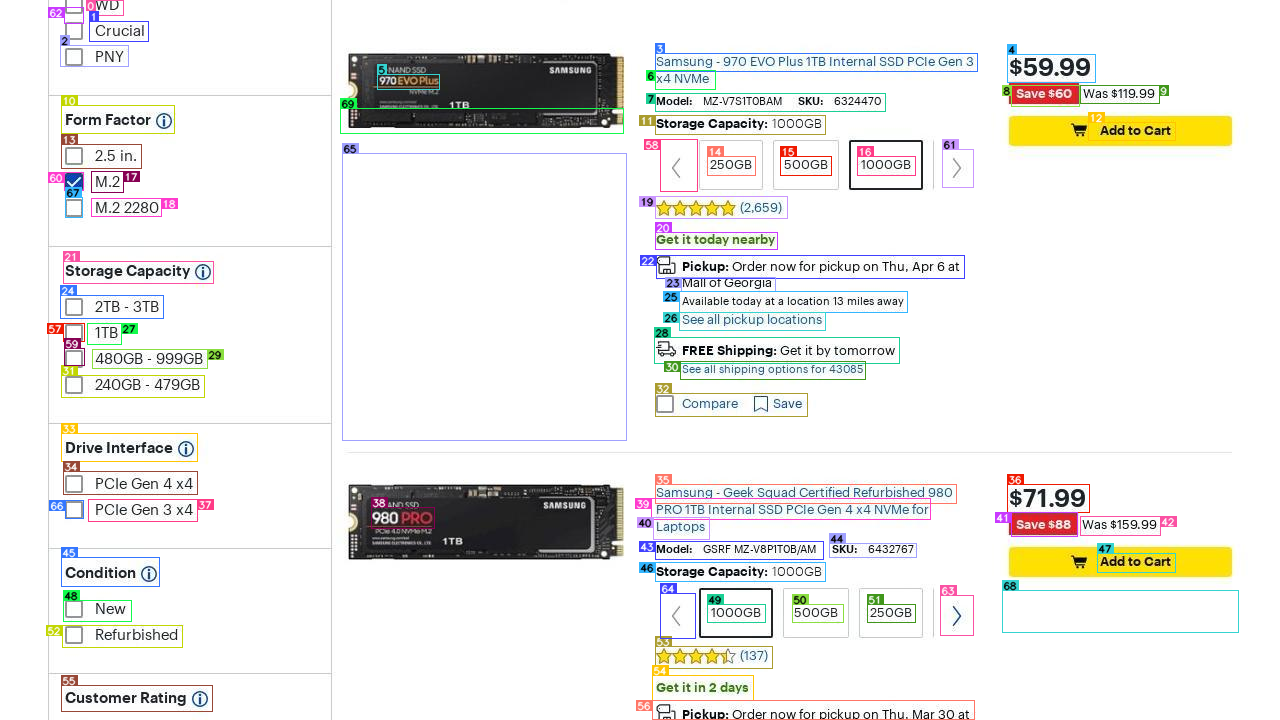 WD
Crucial
PNY
Form Factor
2.5 in.
M.2
M.2 2280
Storage Capacity
2TB - 3TB
1TB
480GB - 999GB
240GB - 479GB
Drive Interface
PCIe Gen 4 x4
PCIe Gen 3 x4
Condition
New
Refurbished
Customer Rating
NAND SSD
970 EVO Plus
NVMe M.2
SAMSUNG
1TB
Samsung - 970 EVO Plus 1TB Internal SSD PCIe Gen 3
x4 NVMe
Model: MZ-V7S1T0BAM SKU: 6324470
Storage Capacity: 1000GB
250GB 500GB 1000GB
(2,659)
Get it today nearby
Pickup: Order now for pickup on Thu, Apr 6 at
Mall of Georgia
Available today at a location 13 miles away
See all pickup locations
FREE Shipping: Get it by tomorrow
See all shipping options for 43085
Compare Save
$59.99
Save $60 Was $119.99
Add to Cart
AND SSD
980 PRO
PCIe 4.0 NVMe M.2
SAMSUNG
1TB
Samsung - Geek Squad Certified Refurbished 980
PRO 1TB Internal SSD PCIe Gen 4 x4 NVMe for
Laptops
Model: GSRF MZ-V8P1T0B/AM SKU: 6432767
Storage Capacity: 1000GB
1000GB 500GB 250GB
(137)
Get it in 2 days
Pickup: Order now for pickup on Thu, Mar 30 at
$71.99
Save $88 Was $159.99
Add to Cart